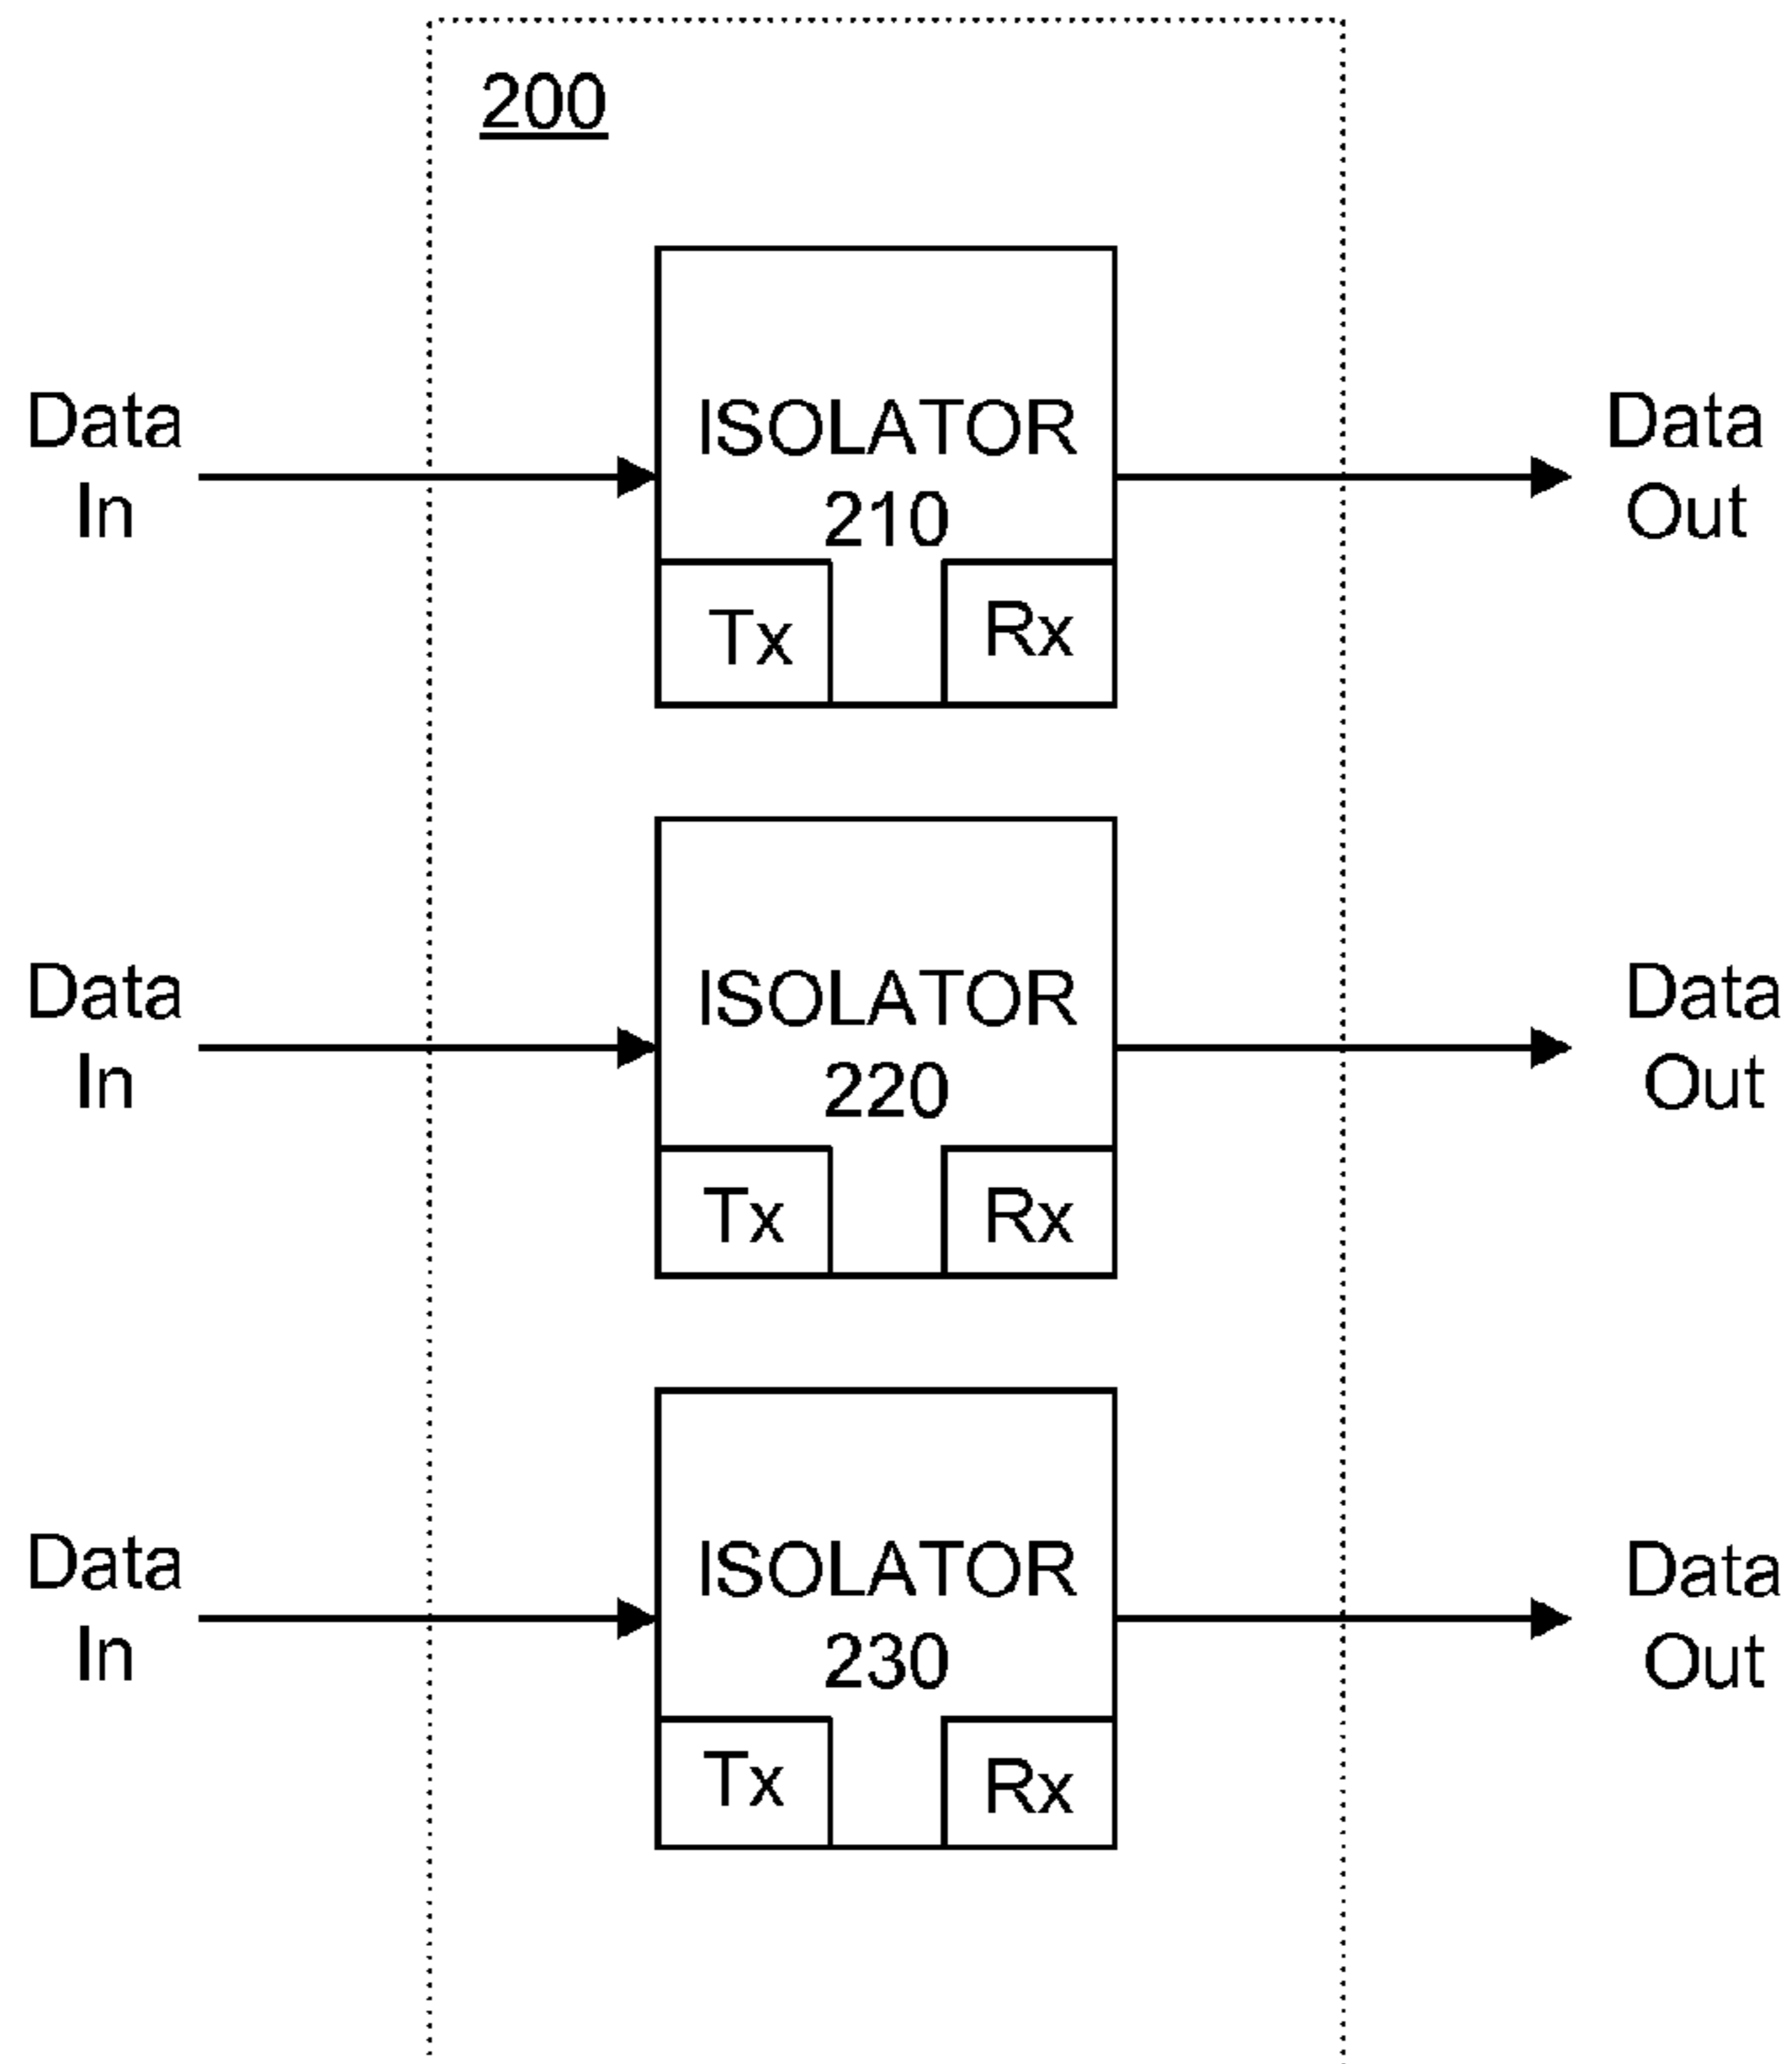 200
Data
In
ISOLATOR
210
Tx
Rx
Data
Out
Data
In
ISOLATOR
220
Tx
Rx
Data
Out
Data
In
ISOLATOR
230
Tx
Rx
Data
Out